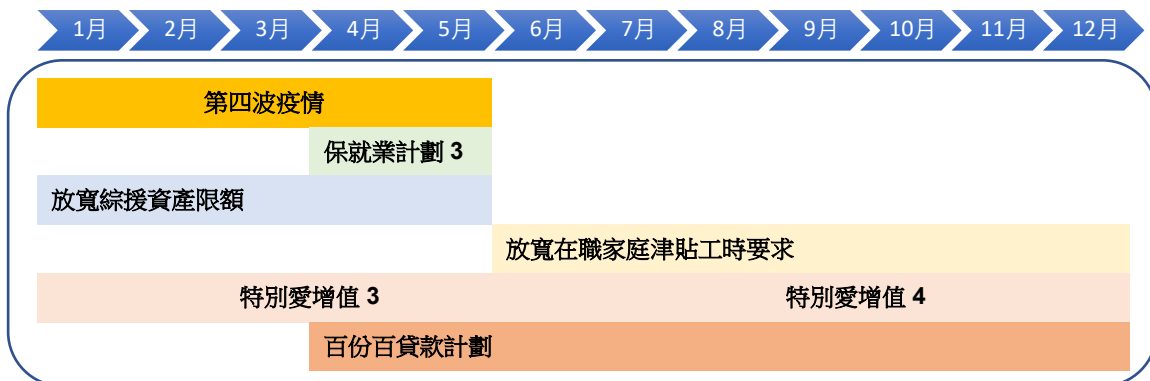 1月 2月 3月 4月 5月 6月 7月 8月 9月 10月 11月 12月
第四波疫情
保就業計劃 3
放寬綜援資產限額
放寬在職家庭津貼工時要求
特別愛增值 3 特別愛增值 4
百份百貸款計劃